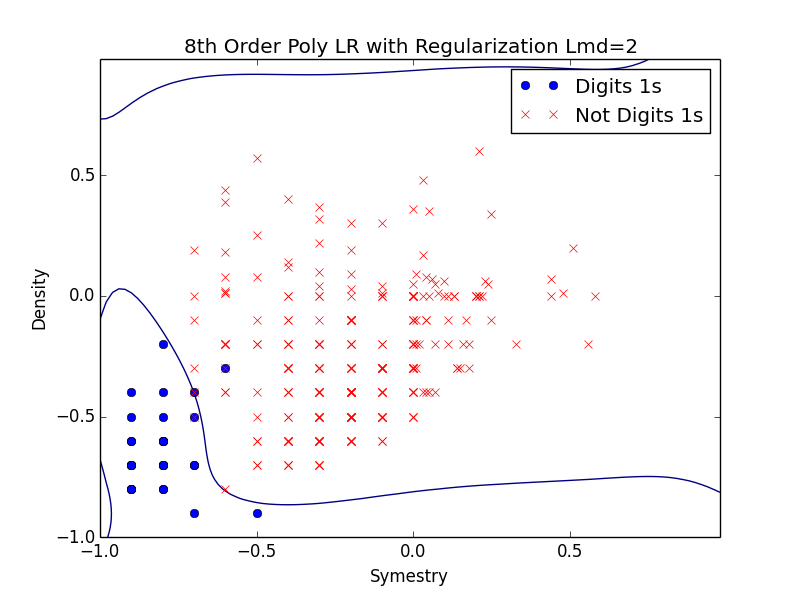 8th Order Poly LR with Regularization Lmd=2
Digits 1s
Not Digits 1s
0.5
0.0
−0.5
−1.0
Density
−1.0 −0.5 0.0 0.5
Symestry